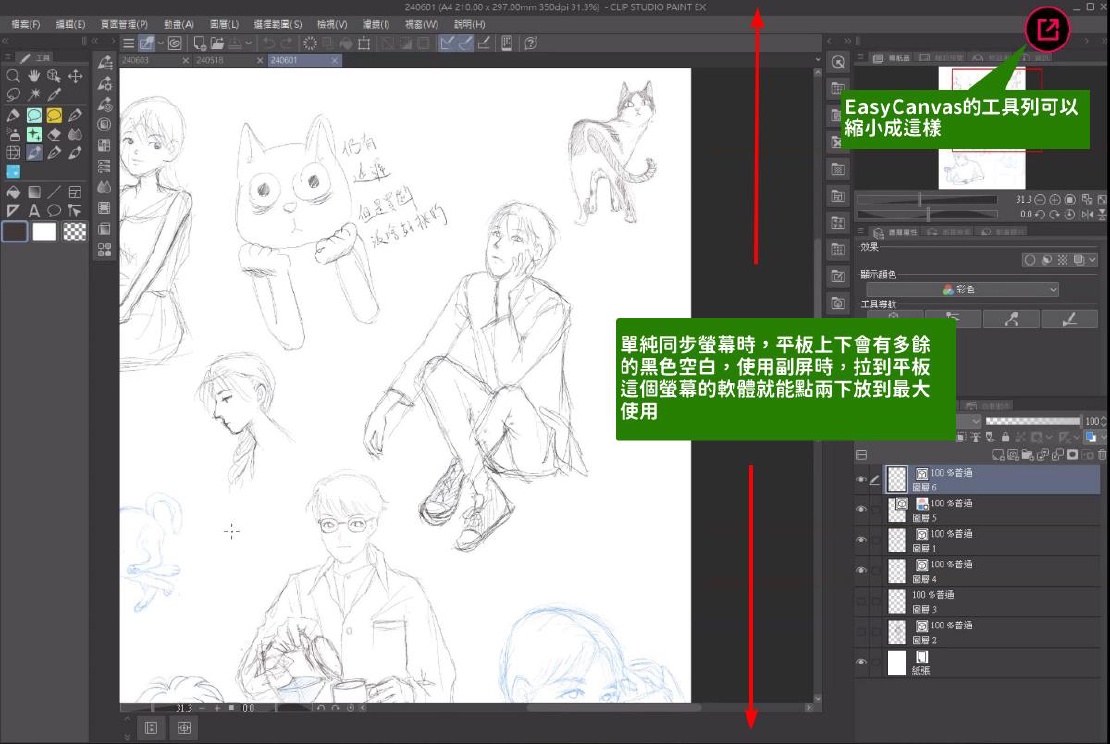 240601 (A4 210.00 x 297.00mm 350dpi 31.3%) - CLIP STUDIO PAINT EX
檔案(F) 編輯(E) 頁面管理(P) 動畫(A) 圖層(L) 選擇範圍(S) 檢視(V) 濾鏡(I) 視窗(W) 說明(H)
240603 240518 240601
工具
EasyCanvas的工具列可以
縮小成這樣
仍有
但是
31.3
0.0
圖層屬性
效果
顯示顏色
彩色
工具導航
單純同步螢幕時，平板上下會有多餘
的黑色空白，使用副屏時，拉到平板
這個螢幕的軟體就能點兩下放到最大
使用
100
100 %普通
圖層 6
100 %普通
圖層 5
100 %普通
圖層 1
100 %普通
圖層 4
100 %普通
圖層 3
100 %普通
圖層 2
紙張
31.3 0.0